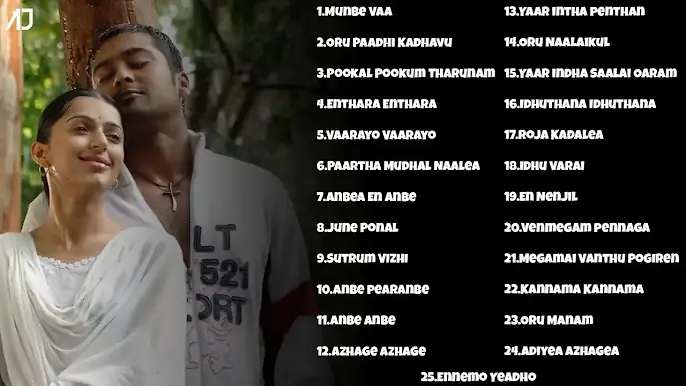 AJ
1.Munbe Vaa
2.Oru Paadhi Kadhavu
3.Pookal Pookum Tharunam
4.Enthara Enthara
5.Vaarayo Vaarayo
6.Paartha Mudhal Naalea
7.Anbea En Anbe
8.June Ponal
9.Sutrum Vizhi
10.Anbe Pearanbe
11.Anbe Anbe
12.Azhage Azhage
13.Yaar Intha Penthan
14.Oru Naalaikul
15.Yaar Indha Saalai Oaram
16.Idhuthana Idhuthana
17.Roja Kadalea
18.Idhu Varai
19.En Nenjil
20.Venmegam Pennaga
21.Megamai Vanthu Pogiren
22.Kannama Kannama
23.Oru Manam
24.Adiyea Azhagea
25.Ennemo Yeadho
LT
521
ORT